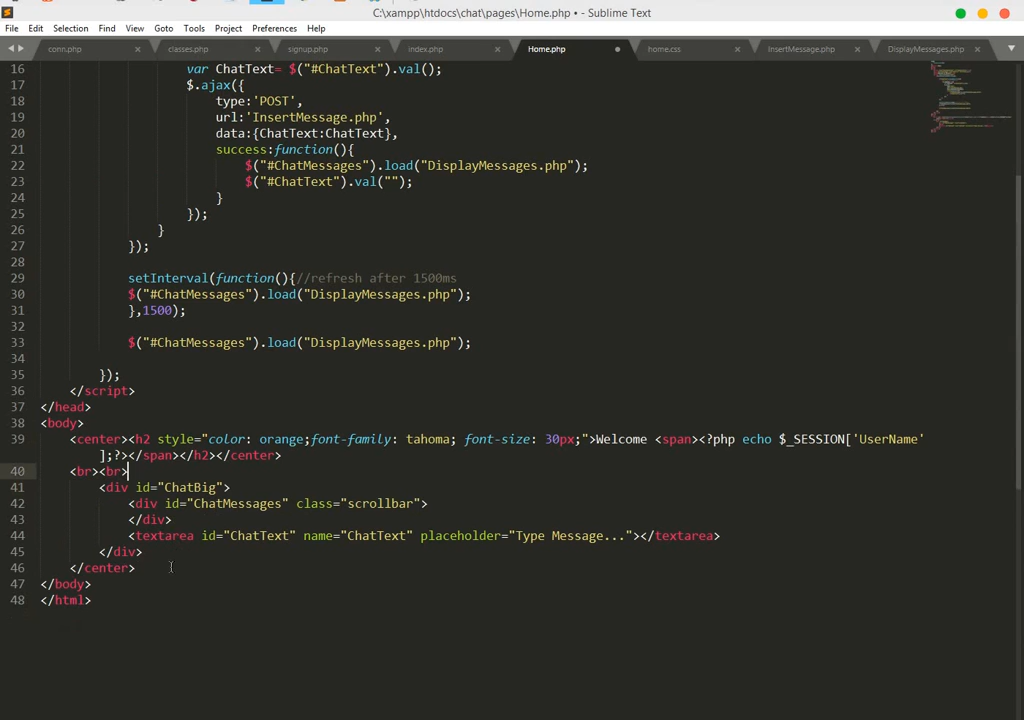 C:\xampp\htdocs\chat\pages\Home.php • - Sublime Text
File Edit Selection Find View Goto Tools Project Preferences Help
conn.php × classes.php × signup.php × index.php × Home.php home.css × InsertMessage.php × DisplayMessages.php ×
16 var ChatText= $("#ChatText").val();
17 $.ajax({
18 type:'POST',
19 url:'InsertMessage.php',
20 data:{ChatText:ChatText},
21 success:function(){
22 $("#ChatMessages").load("DisplayMessages.php");
23 $("#ChatText").val("");
24 }
25 });
26 }
27 });
28
29 setInterval(function(){//refresh after 1500ms
30 $("#ChatMessages").load("DisplayMessages.php");
31 },1500);
32
33 $("#ChatMessages").load("DisplayMessages.php");
34
35 });
36 </script>
37 </head>
38 <body>
39 <center><h2 style="color: orange;font-family: tahoma; font-size: 30px;">Welcome <span><?php echo $_SESSION['UserName'
];?></span></h2></center>
40 <br><br>
41 <div id="ChatBig">
42 <div id="ChatMessages" class="scrollbar">
43 </div>
44 <textarea id="ChatText" name="ChatText" placeholder="Type Message..."></textarea>
45 </div>
46 </center>
47 </body>
48 </html>